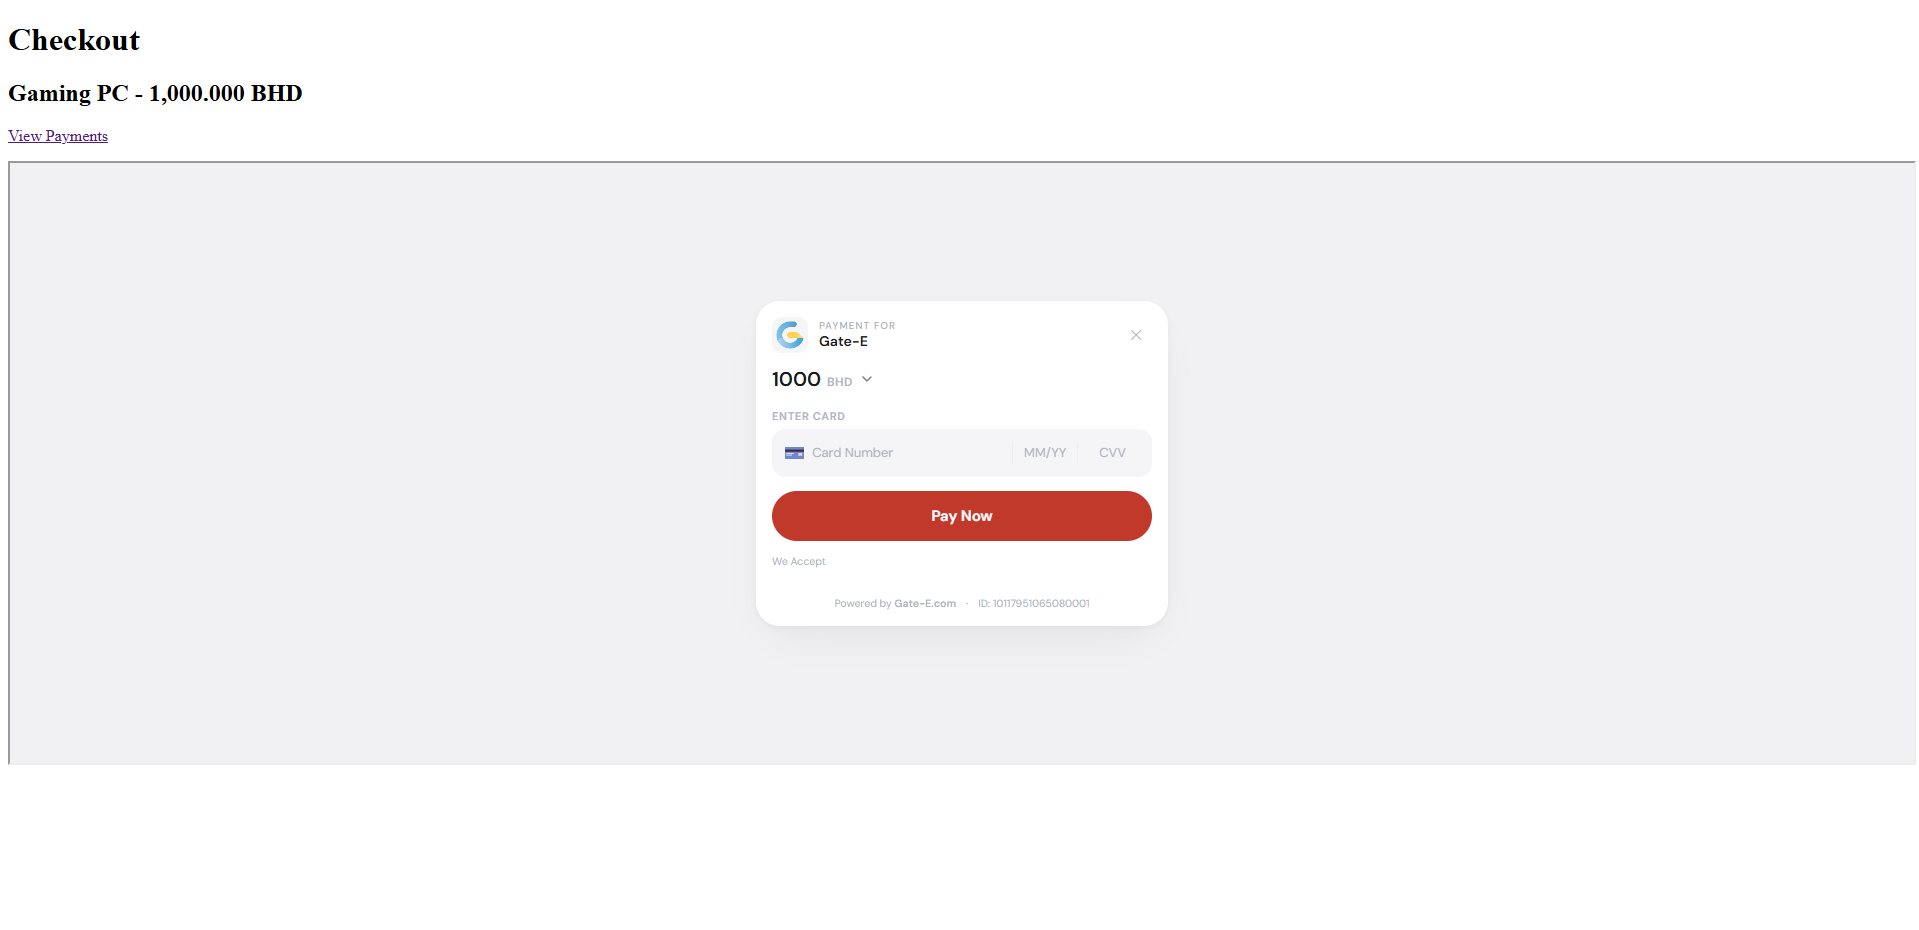 Checkout
Gaming PC - 1,000.000 BHD
View Payments
PAYMENT FOR
Gate-E
1000 BHD
ENTER CARD
Card Number MM/YY CVV
Pay Now
We Accept
Powered by Gate-E.com · ID: 10117951065080001